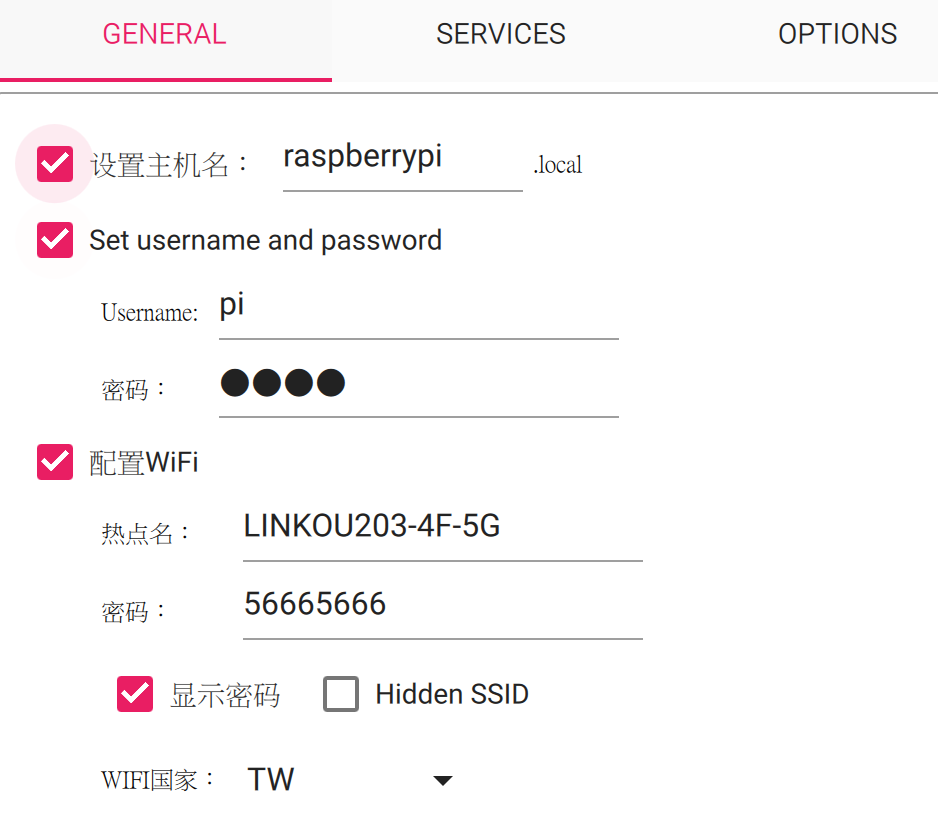 GENERAL SERVICES OPTIONS
设置主机名： raspberrypi .local
Set username and password
Username: pi
密码： ●●●●
配置WiFi
热点名： LINKOU203-4F-5G
密码： 56665666
显示密码 Hidden SSID
WIFI国家： TW